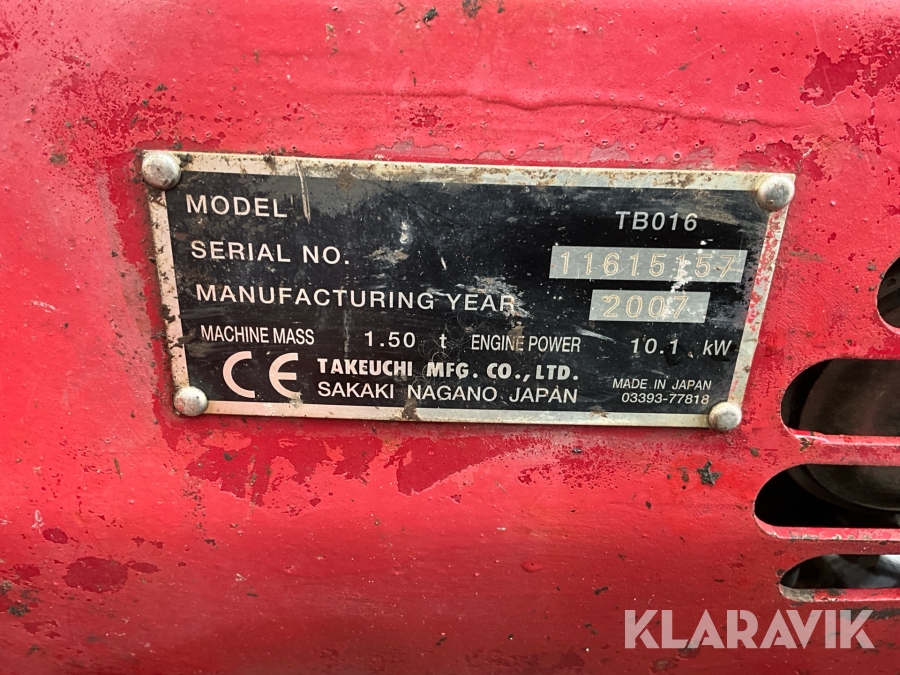 MODEL TB016
SERIAL NO. 11615157
MANUFACTURING YEAR 2007
MACHINE MASS 1.50 t ENGINE POWER 10.1 kW
CE TAKEUCHI MFG. CO., LTD.
SAKAKI NAGANO JAPAN
MADE IN JAPAN
03393-77818
KLARAVIK